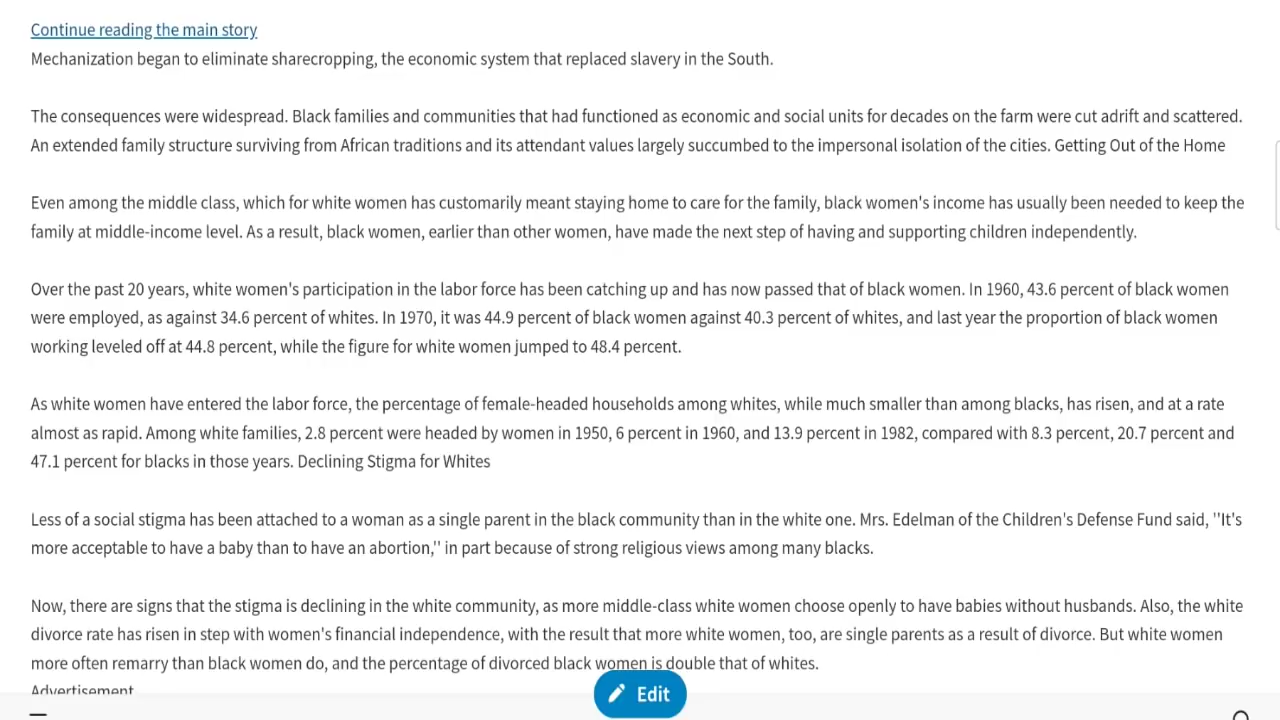 Continue reading the main story
Mechanization began to eliminate sharecropping, the economic system that replaced slavery in the South.
The consequences were widespread. Black families and communities that had functioned as economic and social units for decades on the farm were cut adrift and scattered.
An extended family structure surviving from African traditions and its attendant values largely succumbed to the impersonal isolation of the cities. Getting Out of the Home
Even among the middle class, which for white women has customarily meant staying home to care for the family, black women's income has usually been needed to keep the
family at middle-income level. As a result, black women, earlier than other women, have made the next step of having and supporting children independently.
Over the past 20 years, white women's participation in the labor force has been catching up and has now passed that of black women. In 1960, 43.6 percent of black women
were employed, as against 34.6 percent of whites. In 1970, it was 44.9 percent of black women against 40.3 percent of whites, and last year the proportion of black women
working leveled off at 44.8 percent, while the figure for white women jumped to 48.4 percent.
As white women have entered the labor force, the percentage of female-headed households among whites, while much smaller than among blacks, has risen, and at a rate
almost as rapid. Among white families, 2.8 percent were headed by women in 1950, 6 percent in 1960, and 13.9 percent in 1982, compared with 8.3 percent, 20.7 percent and
47.1 percent for blacks in those years. Declining Stigma for Whites
Less of a social stigma has been attached to a woman as a single parent in the black community than in the white one. Mrs. Edelman of the Children's Defense Fund said, ''It's
more acceptable to have a baby than to have an abortion,'' in part because of strong religious views among many blacks.
Now, there are signs that the stigma is declining in the white community, as more middle-class white women choose openly to have babies without husbands. Also, the white
divorce rate has risen in step with women's financial independence, with the result that more white women, too, are single parents as a result of divorce. But white women
more often remarry than black women do, and the percentage of divorced black women is double that of whites.
Advertisement
Edit